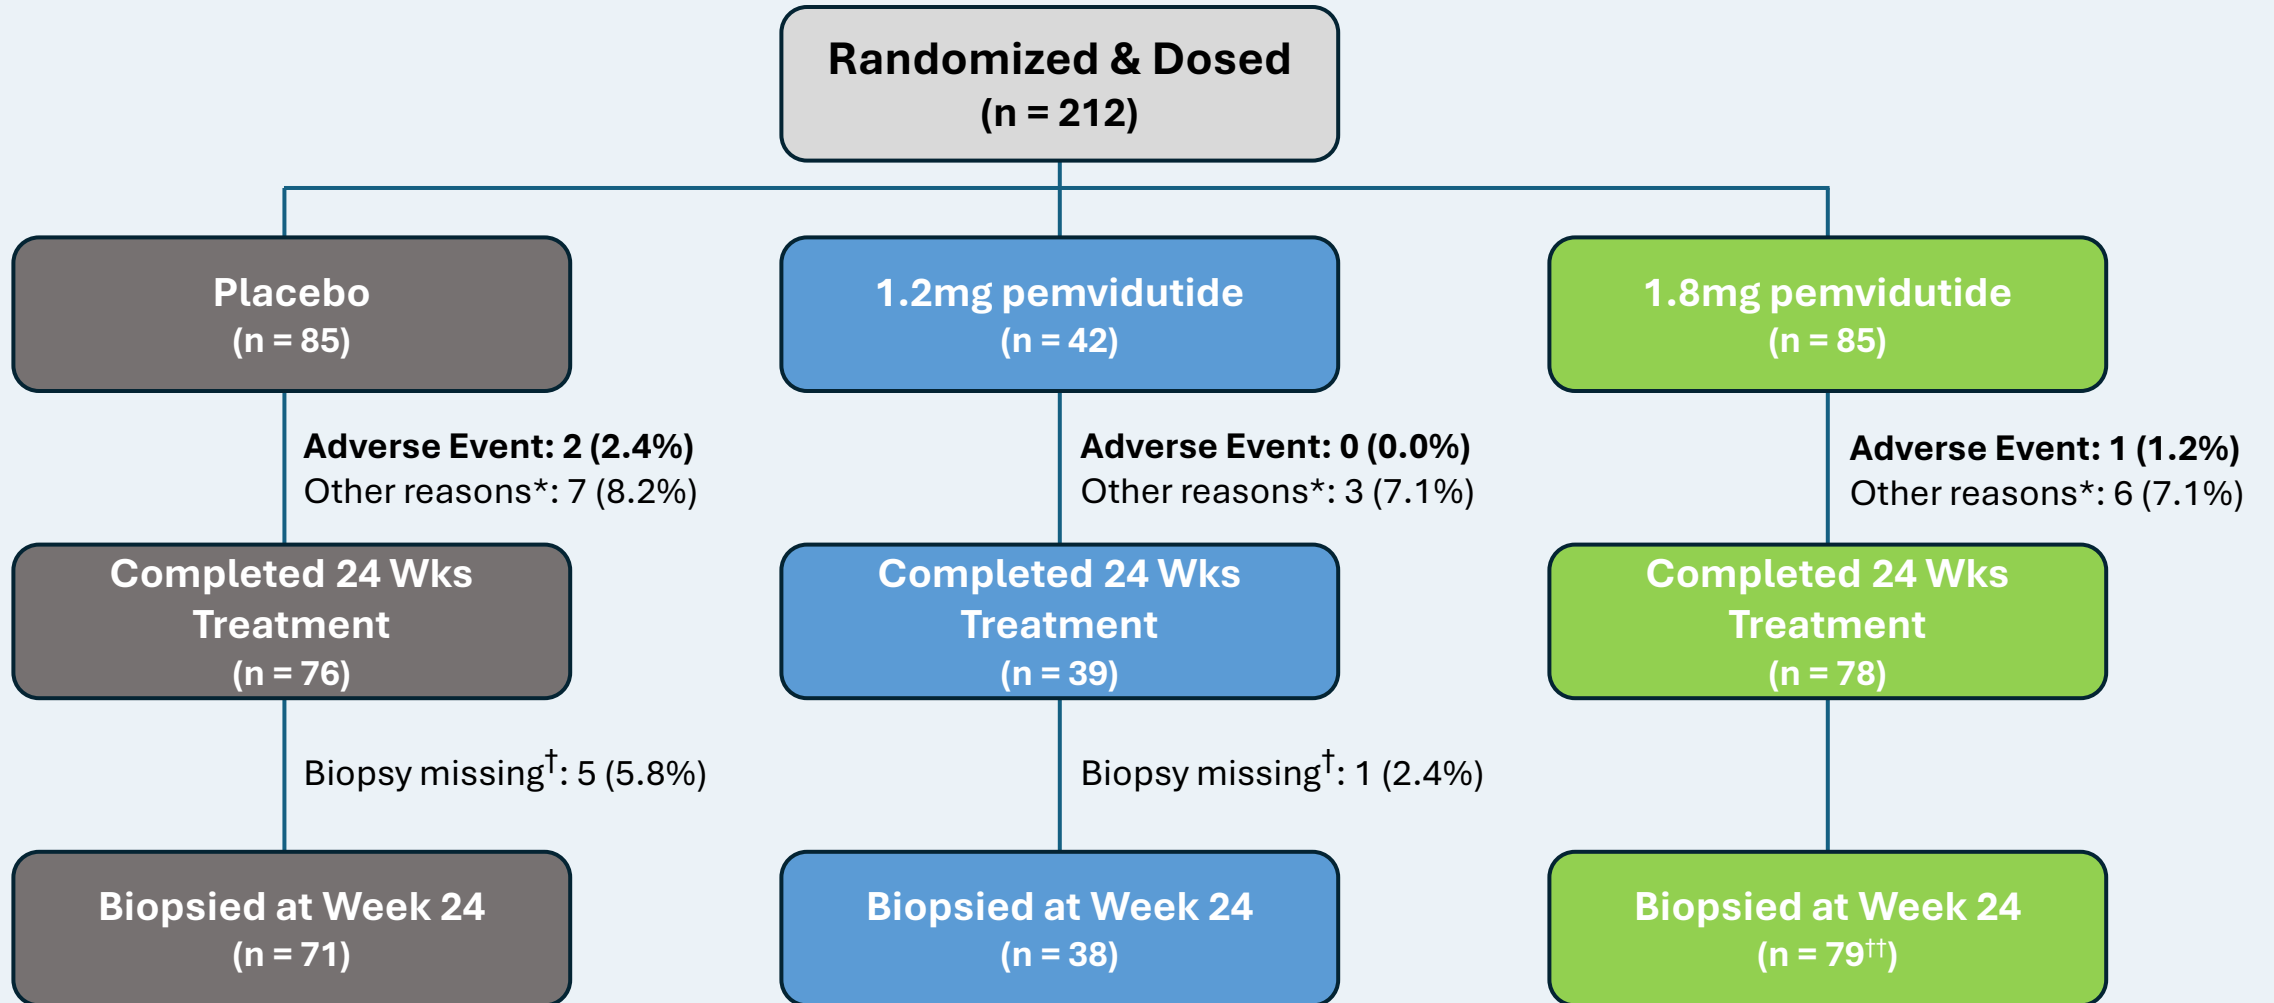 Randomized & Dosed
(n = 212)
Placebo
(n = 85)
1.2mg pemvidutide
(n = 42)
1.8mg pemvidutide
(n = 85)
Adverse Event: 2 (2.4%)
Other reasons*: 7 (8.2%)
Adverse Event: 0 (0.0%)
Other reasons*: 3 (7.1%)
Adverse Event: 1 (1.2%)
Other reasons*: 6 (7.1%)
Completed 24 Wks
Treatment
(n = 76)
Completed 24 Wks
Treatment
(n = 39)
Completed 24 Wks
Treatment
(n = 78)
Biopsy missing†: 5 (5.8%)
Biopsy missing†: 1 (2.4%)
Biopsied at Week 24
(n = 71)
Biopsied at Week 24
(n = 38)
Biopsied at Week 24
(n = 79††)